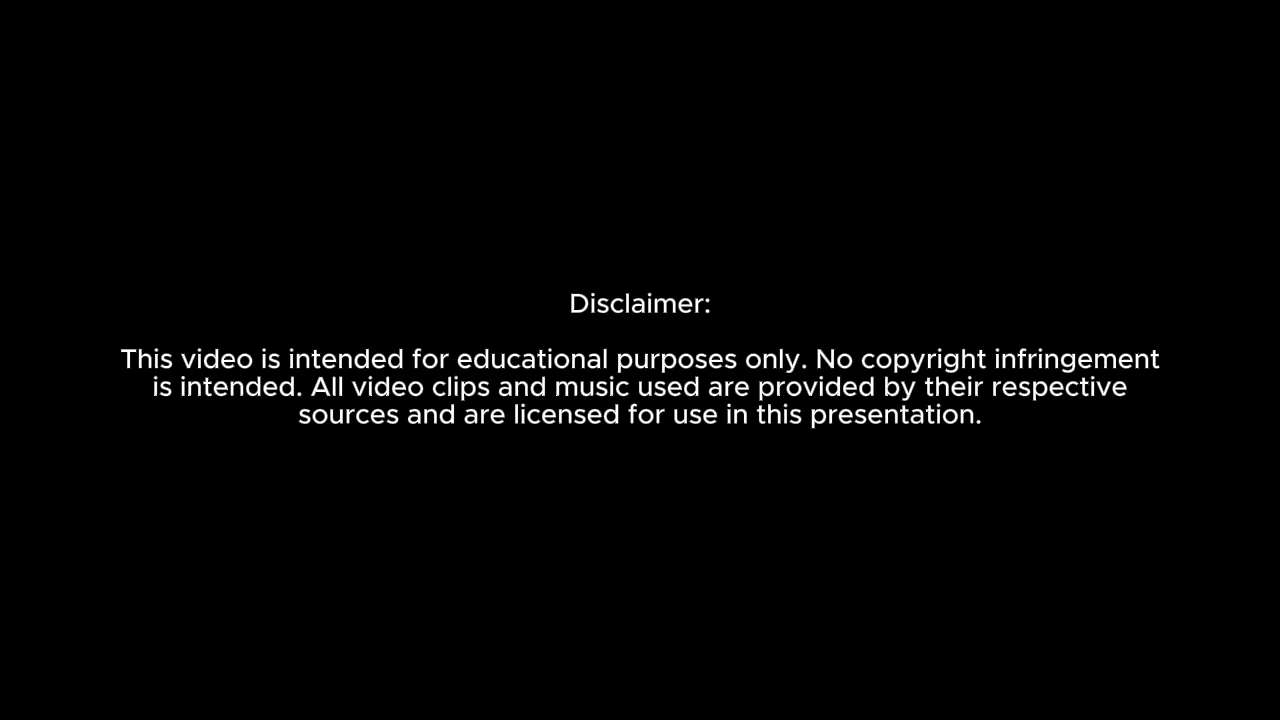 Disclaimer:
This video is intended for educational purposes only. No copyright infringement
is intended. All video clips and music used are provided by their respective
sources and are licensed for use in this presentation.